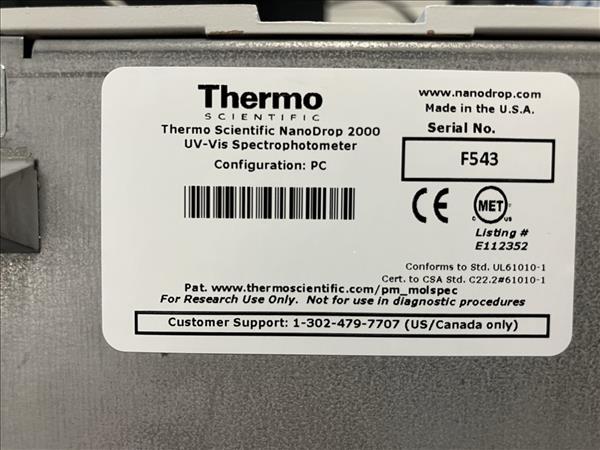 Thermo
SCIENTIFIC
Thermo Scientific NanoDrop 2000
UV-Vis Spectrophotometer
Configuration: PC
www.nanodrop.com
Made in the U.S.A.
Serial No.
F543
CE
MET
C US
Listing #
E112352
Conforms to Std. UL61010-1
Cert. to CSA Std. C22.2#61010-1
Pat. www.thermoscientific.com/pm_molspec
For Research Use Only. Not for use in diagnostic procedures
Customer Support: 1-302-479-7707 (US/Canada only)